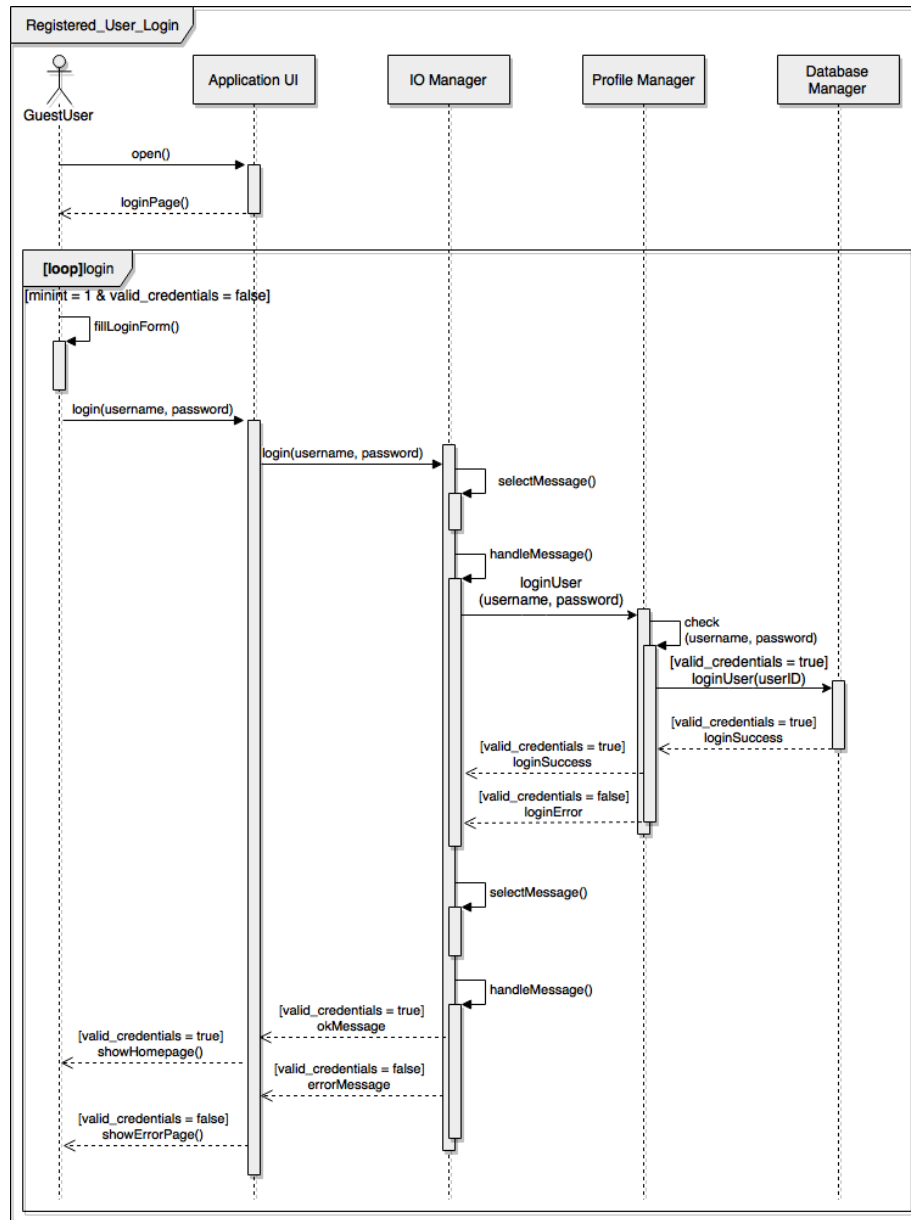 Registered_User_Login
GuestUser
Application UI
IO Manager
Profile Manager
Database
Manager
open()
loginPage()
[loop]login
[minint = 1 & valid_credentials = false]
fillLoginForm()
login(username, password)
login(username, password)
selectMessage()
handleMessage()
loginUser
(username, password)
check
(username, password)
[valid_credentials = true]
loginUser(userID)
[valid_credentials = true]
loginSuccess
[valid_credentials = true]
loginSuccess
[valid_credentials = false]
loginError
selectMessage()
handleMessage()
[valid_credentials = true]
okMessage
[valid_credentials = true]
showHomepage()
[valid_credentials = false]
errorMessage
[valid_credentials = false]
showErrorPage()